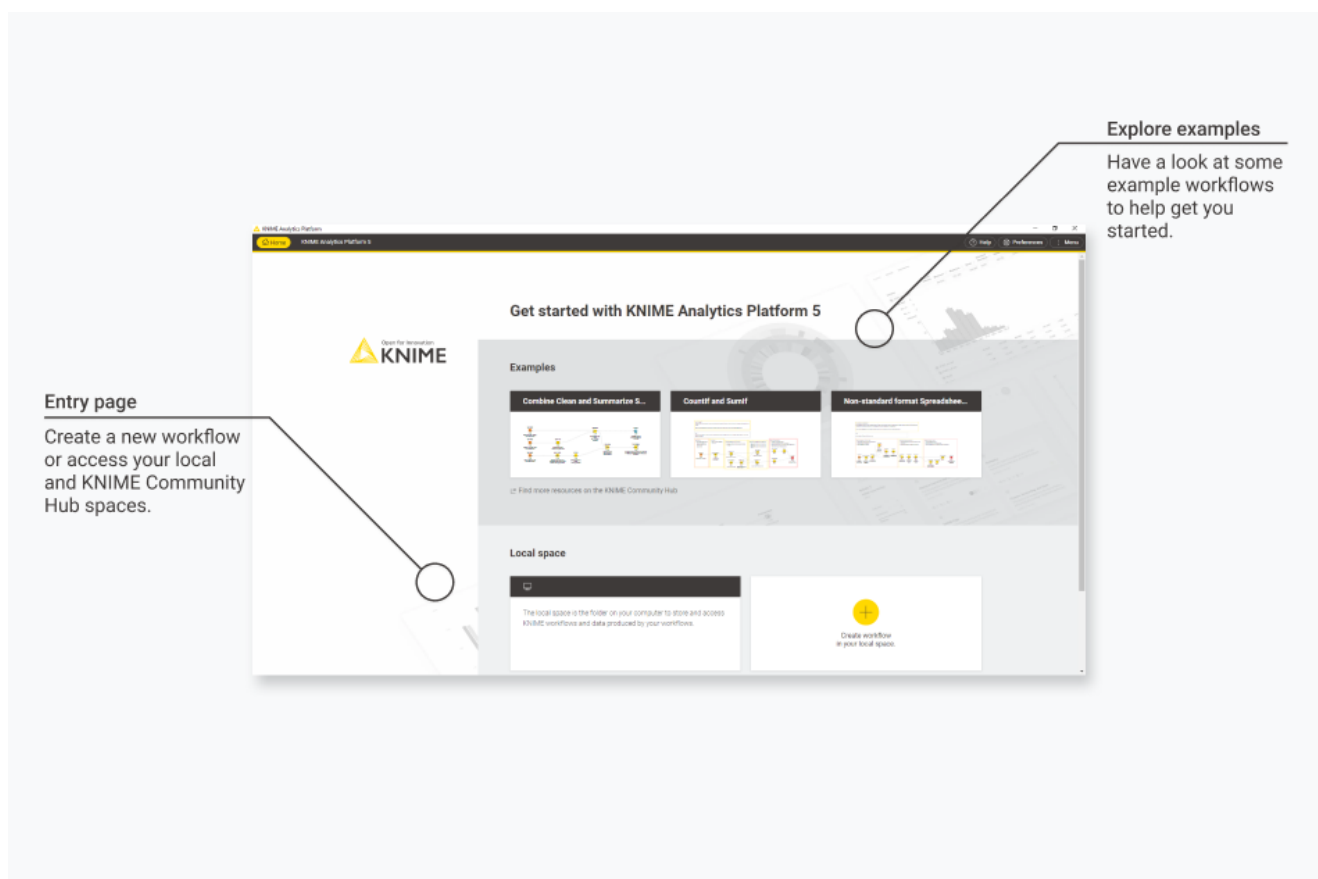 Explore examples
Have a look at some
example workflows
to help get you
started.
KNIME Analytics Platform
Home
KNIME Analytics Platform 5
Help
Preferences
Menu
Get started with KNIME Analytics Platform 5
Open for Innovation
KNIME
Examples
Combine Clean and Summarize S...
Countif and Sumif
Non-standard format Spreadshee...
Find more resources on the KNIME Community Hub
Entry page
Create a new workflow
or access your local
and KNIME Community
Hub spaces.
Local space
The local space is the folder on your computer to store and access
KNIME workflows and data produced by your workflows.
Create workflow
in your local space.